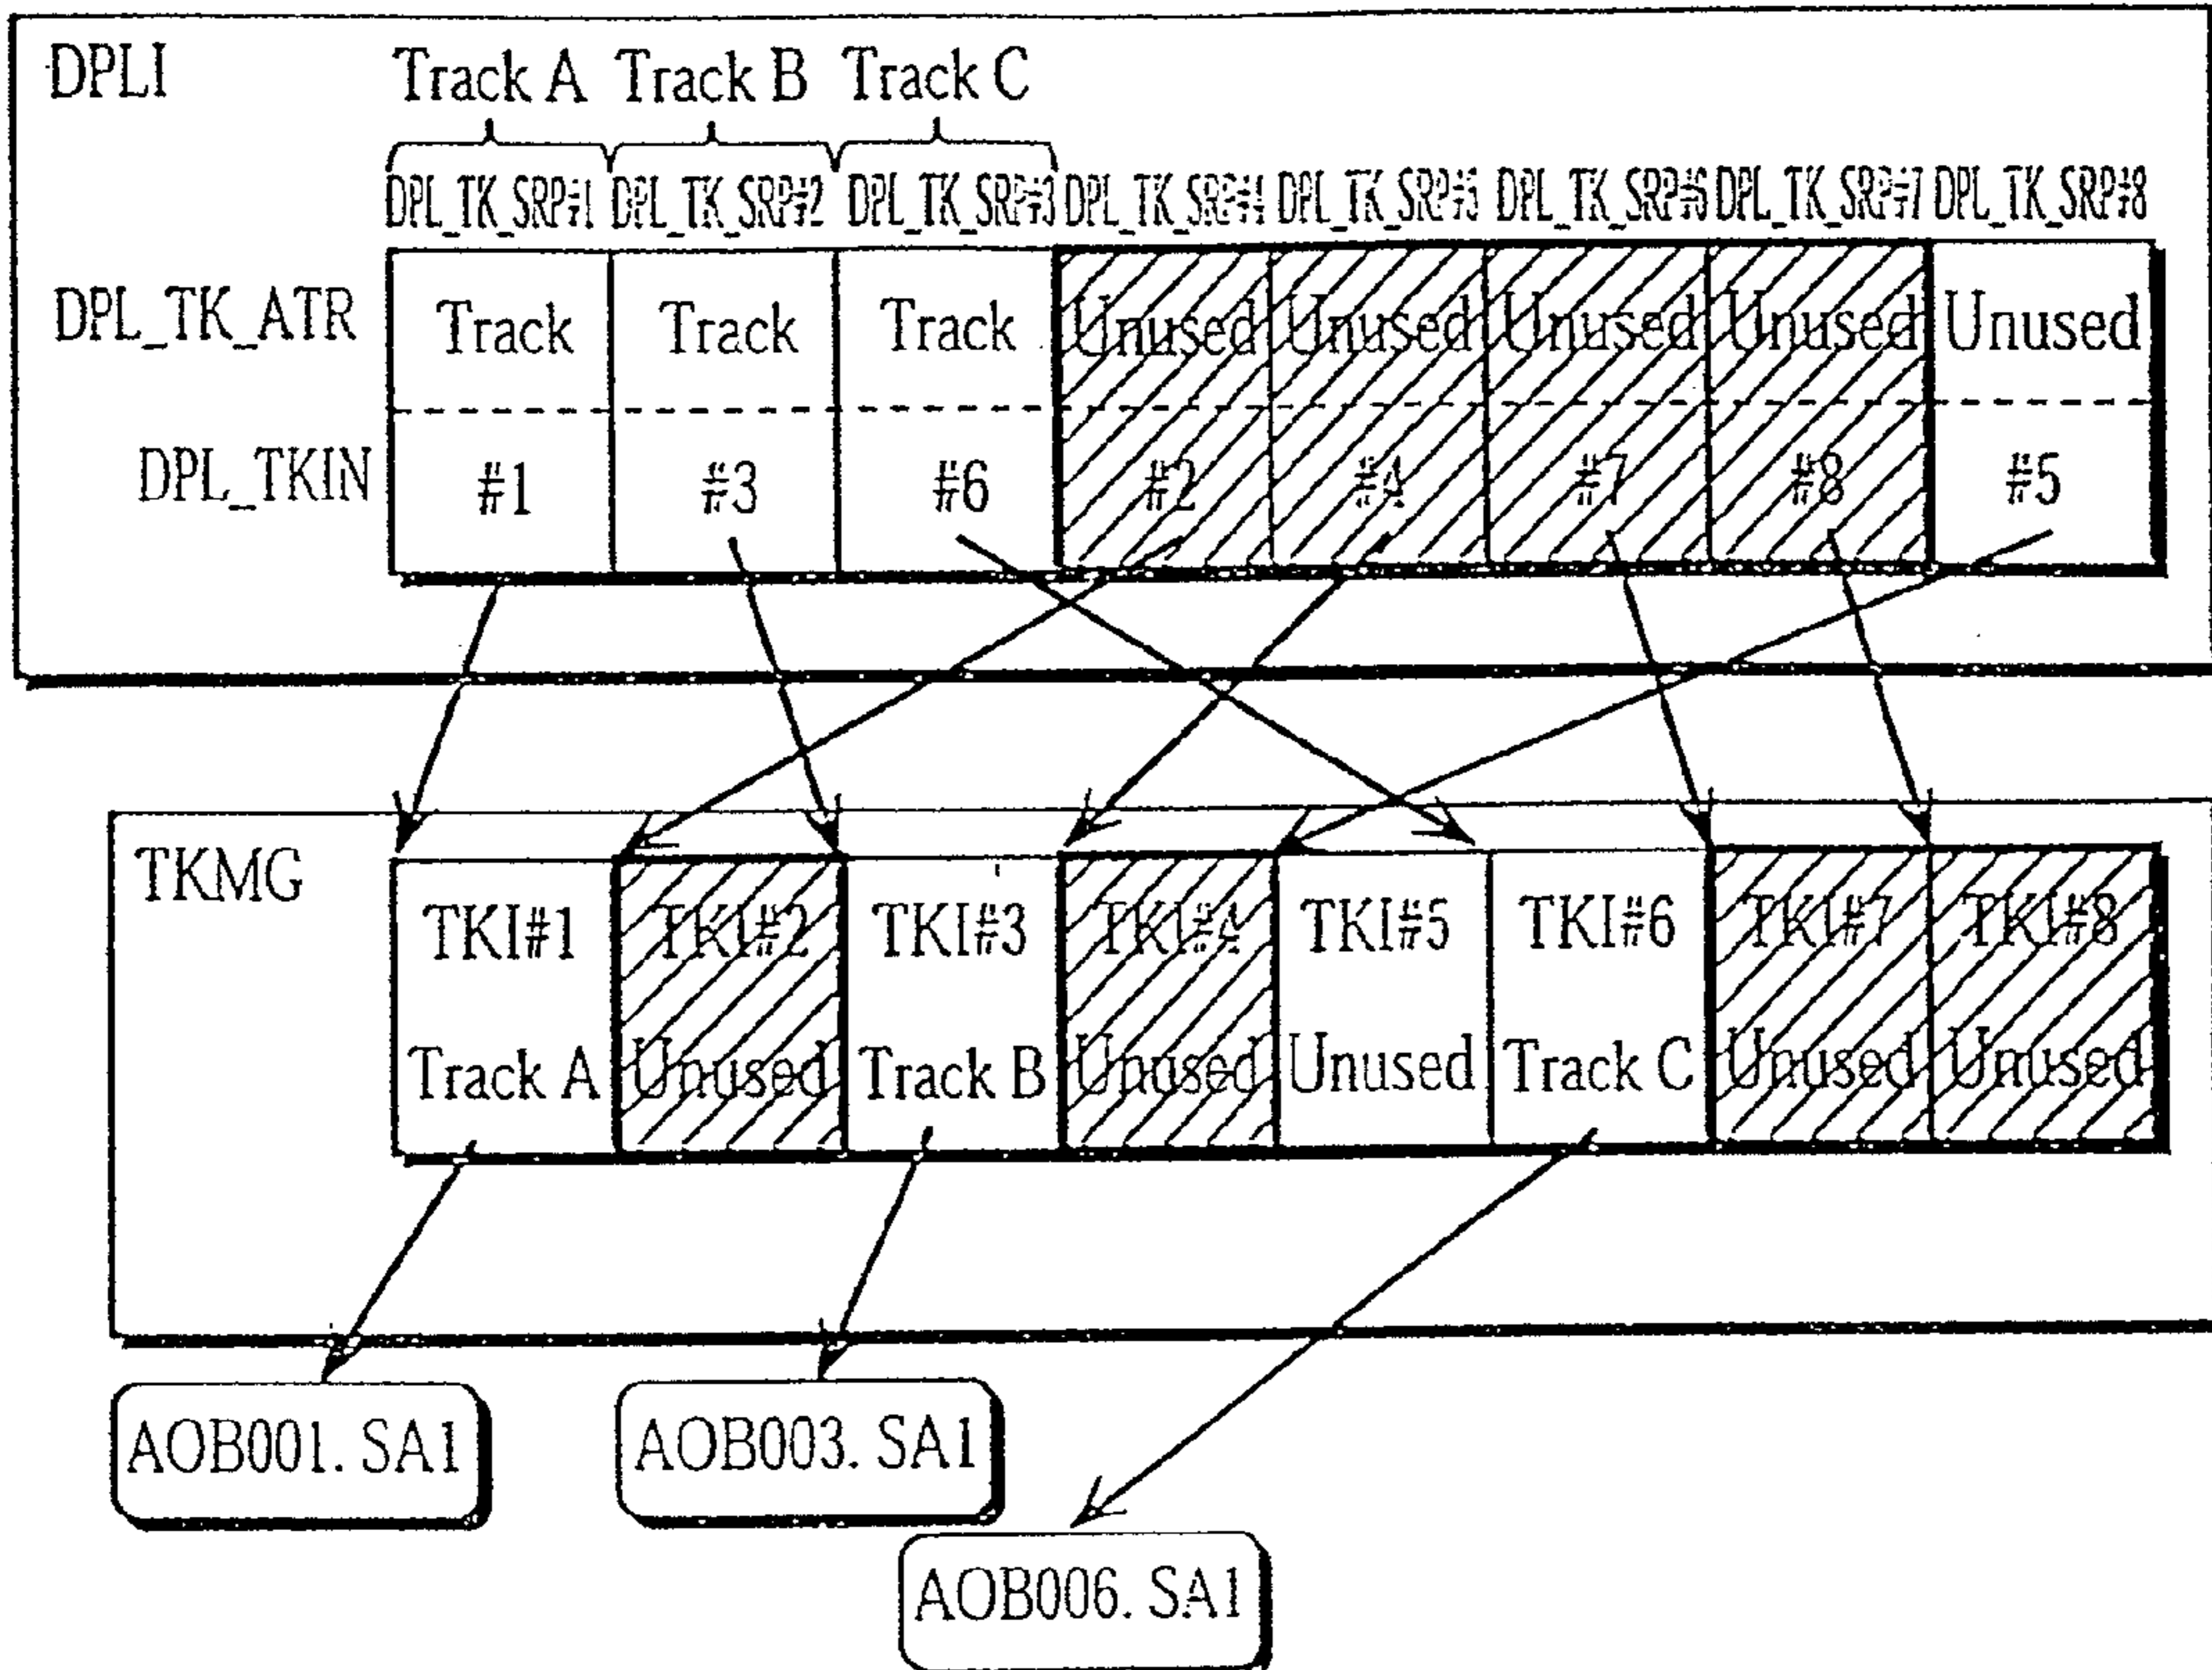 DPLI
Track A Track B Track C
DPL_TK_SRP#1 DPL_TK_SRP#2 DPL_TK_SRP#3 DPL_TK_SRP#4 DPL_TK_SRP#5 DPL_TK_SRP#6 DPL_TK_SRP#7 DPL_TK_SRP#8
DPL_TK_ATR Track Track Track Unused Unused Unused Unused Unused
DPL_TKIN #1 #3 #6 #2 #4 #7 #8 #5
TKMG
TKI#1 TKI#2 TKI#3 TKI#4 TKI#5 TKI#6 TKI#7 TKI#8
Track A Unused Track B Unused Unused Track C Unused Unused
AOB001. SA1 AOB003. SA1
AOB006. SA1